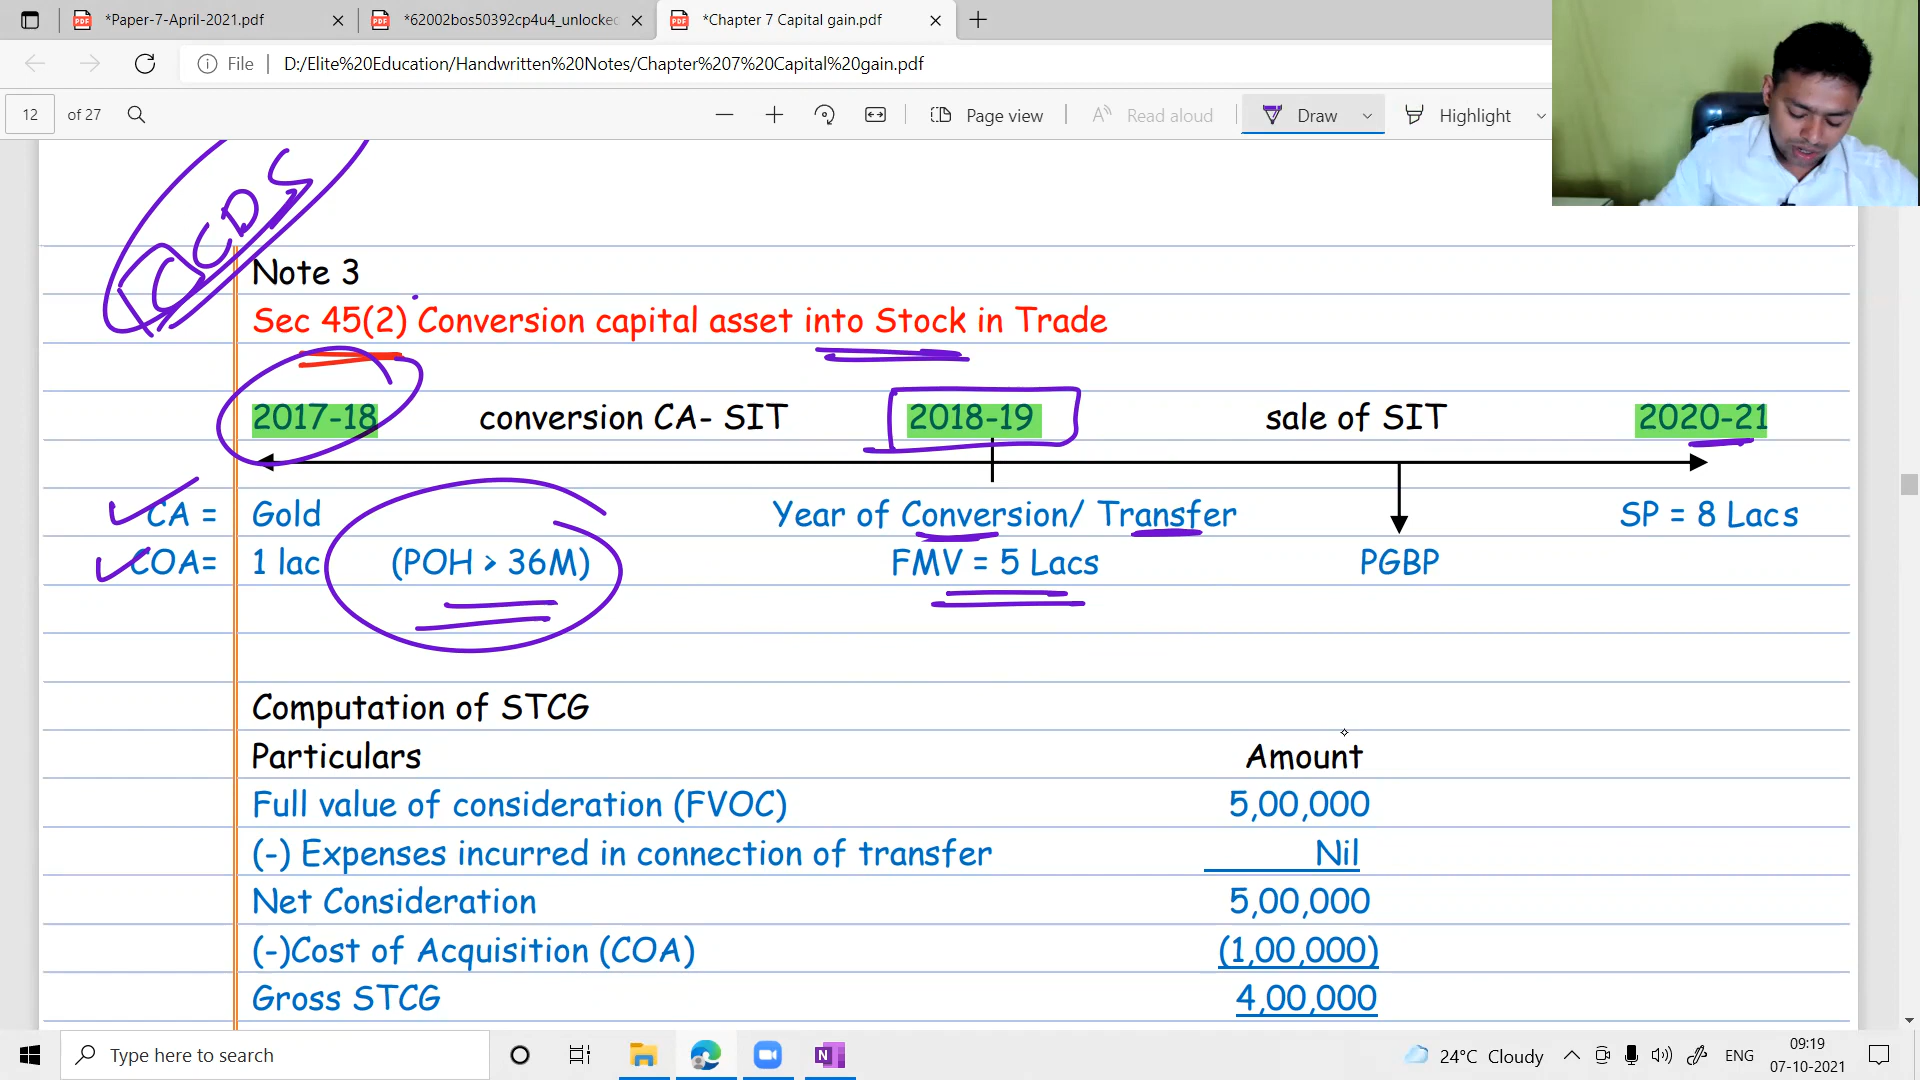 *Paper-7-April-2021.pdf
*62002bos50392cp4u4_unlocked
*Chapter 7 Capital gain.pdf
File
D:/Elite%20Education/Handwritten%20Notes/Chapter%207%20Capital%20gain.pdf
12 of 27
Page view
Read aloud
Draw
Highlight
Note 3
Sec 45(2) Conversion capital asset into Stock in Trade
2017-18 conversion CA- SIT 2018-19 sale of SIT 2020-21
CA = Gold Year of Conversion/ Transfer SP = 8 Lacs
COA= 1 lac (POH > 36M) FMV = 5 Lacs PGBP
Computation of STCG
Particulars Amount
Full value of consideration (FVOC) 5,00,000
(-) Expenses incurred in connection of transfer Nil
Net Consideration 5,00,000
(-)Cost of Acquisition (COA) (1,00,000)
Gross STCG 4,00,000
Type here to search
24°C Cloudy
ENG
09:19
07-10-2021